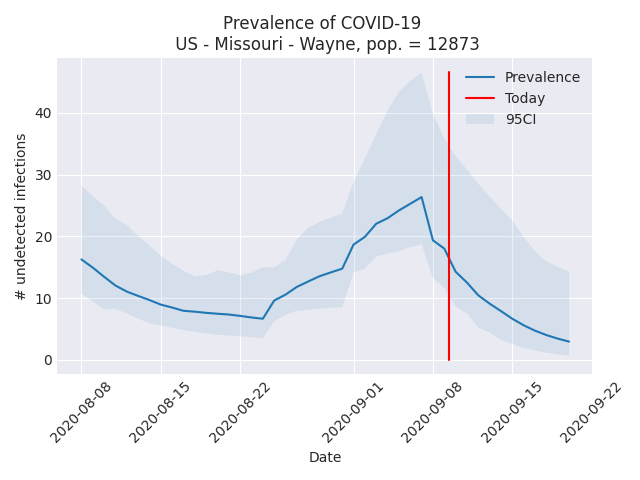 Prevalence of COVID-19
US - Missouri - Wayne, pop. = 12873
Prevalence
Today
95CI
# undetected infections
40
30
20
10
0
2020-08-08
2020-08-15
2020-08-22
2020-09-01
2020-09-08
2020-09-15
2020-09-22
Date